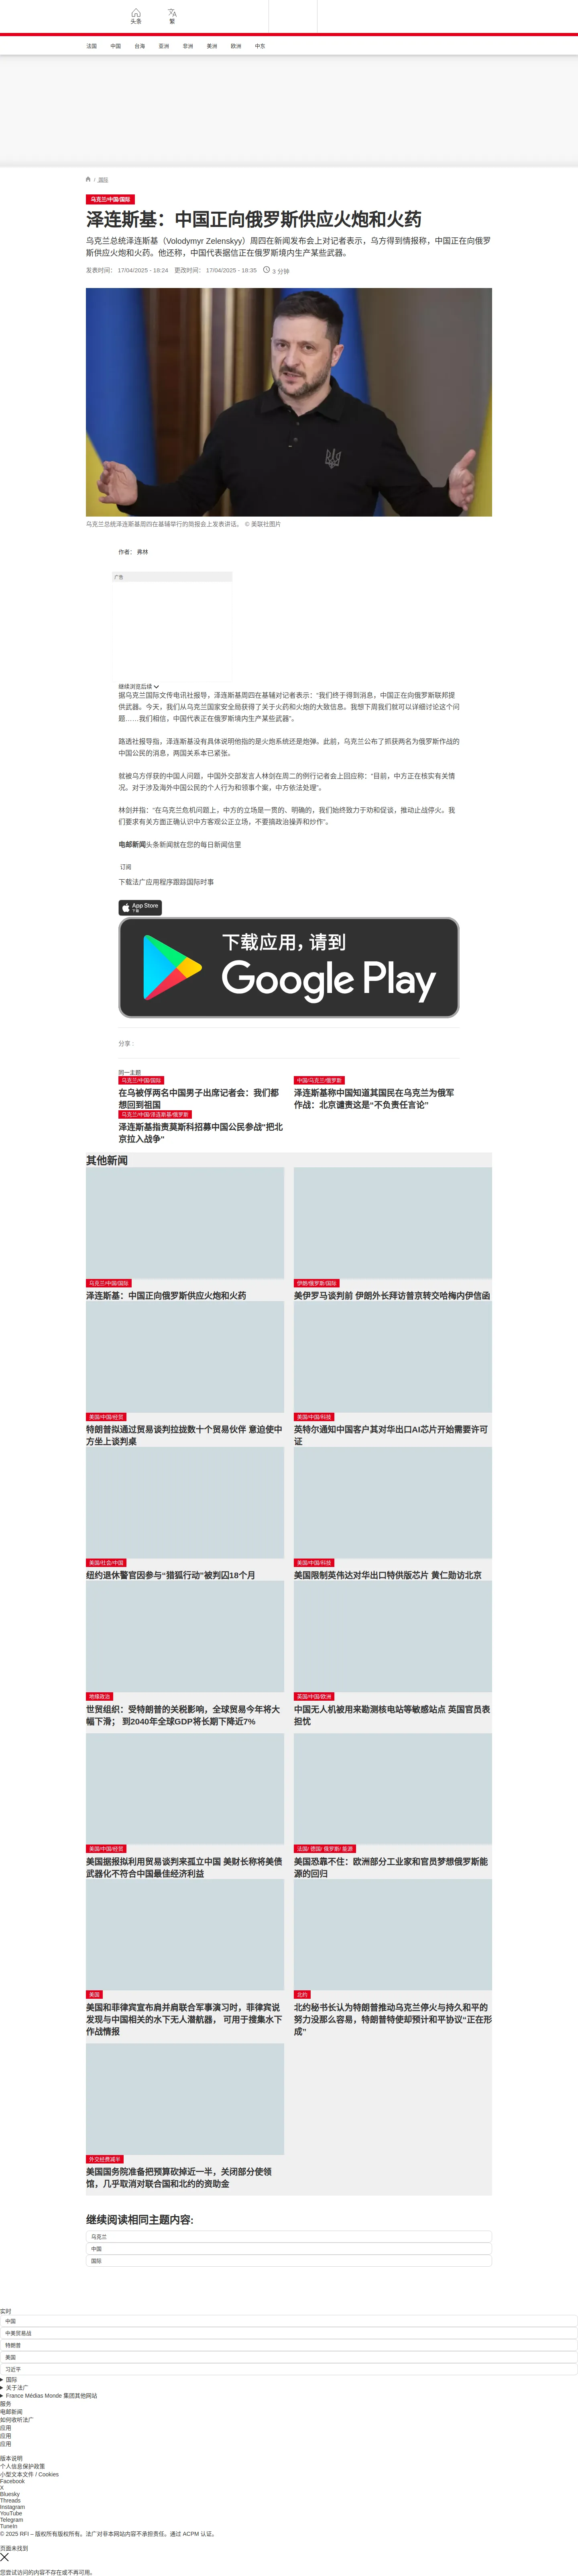 头条
繁
法国 中国 台海 亚洲 非洲 美洲 欧洲 中东
/ 国际
乌克兰/中国/国际
泽连斯基：中国正向俄罗斯供应火炮和火药
乌克兰总统泽连斯基（Volodymyr Zelenskyy）周四在新闻发布会上对记者表示，乌方得到情报称，中国正在向俄罗
斯供应火炮和火药。他还称，中国代表据信正在俄罗斯境内生产某些武器。
发表时间： 17/04/2025 - 18:24 更改时间： 17/04/2025 - 18:35 3 分钟
乌克兰总统泽连斯基周四在基辅举行的简报会上发表讲话。 © 美联社图片
作者： 弗林
广告
继续浏览后续
据乌克兰国际文传电讯社报导，泽连斯基周四在基辅对记者表示：“我们终于得到消息，中国正在向俄罗斯联邦提
供武器。今天，我们从乌克兰国家安全局获得了关于火药和火炮的大致信息。我想下周我们就可以详细讨论这个问
题……我们相信，中国代表正在俄罗斯境内生产某些武器”。
路透社报导指，泽连斯基没有具体说明他指的是火炮系统还是炮弹。此前，乌克兰公布了抓获两名为俄罗斯作战的
中国公民的消息，两国关系本已紧张。
就被乌方俘获的中国人问题，中国外交部发言人林剑在周二的例行记者会上回应称：“目前，中方正在核实有关情
况。对于涉及海外中国公民的个人行为和领事个案，中方依法处理”。
林剑并指：“在乌克兰危机问题上，中方的立场是一贯的、明确的，我们始终致力于劝和促谈，推动止战停火。我
们要求有关方面正确认识中方客观公正立场，不要搞政治操弄和炒作”。
电邮新闻头条新闻就在您的每日新闻信里
订阅
下载法广应用程序跟踪国际时事
App Store
下载
下载应用，请到
Google Play
分享 :
同一主题
乌克兰/中国/国际
在乌被俘两名中国男子出席记者会：我们都
想回到祖国
中国/乌克兰/俄罗斯
泽连斯基称中国知道其国民在乌克兰为俄军
作战：北京谴责这是“不负责任言论”
乌克兰/中国/泽连斯基/俄罗斯
泽连斯基指责莫斯科招募中国公民参战"把北
京拉入战争"
其他新闻
乌克兰/中国/国际
泽连斯基：中国正向俄罗斯供应火炮和火药
伊朗/俄罗斯/国际
美伊罗马谈判前 伊朗外长拜访普京转交哈梅内伊信函
美国/中国/经贸
特朗普拟通过贸易谈判拉拢数十个贸易伙伴 意迫使中
方坐上谈判桌
美国/中国/科技
英特尔通知中国客户其对华出口AI芯片开始需要许可
证
美国/社会/中国
纽约退休警官因参与“猎狐行动”被判囚18个月
美国/中国/科技
美国限制英伟达对华出口特供版芯片 黄仁勋访北京
地缘政治
世贸组织：受特朗普的关税影响，全球贸易今年将大
幅下滑； 到2040年全球GDP将长期下降近7%
英国/中国/欧洲
中国无人机被用来勘测核电站等敏感站点 英国官员表
担忧
美国/中国/经贸
美国据报拟利用贸易谈判来孤立中国 美财长称将美债
武器化不符合中国最佳经济利益
法国/ 德国/ 俄罗斯/ 能源
美国恐靠不住：欧洲部分工业家和官员梦想俄罗斯能
源的回归
美国
美国和菲律宾宣布肩并肩联合军事演习时，菲律宾说
发现与中国相关的水下无人潜航器， 可用于搜集水下
作战情报
北约
北约秘书长认为特朗普推动乌克兰停火与持久和平的
努力没那么容易，特朗普特使却预计和平协议“正在形
成”
外交经费减半
美国国务院准备把预算砍掉近一半，关闭部分使领
馆，几乎取消对联合国和北约的资助金
继续阅读相同主题内容:
乌克兰
中国
国际
实时
中国
中美贸易战
特朗普
美国
习近平
国际
关于法广
France Médias Monde 集团其他网站
服务
电邮新闻
如何收听法广
应用
应用
应用
版本说明
个人信息保护政策
小型文本文件 / Cookies
Facebook
X
Bluesky
Threads
Instagram
YouTube
Telegram
TuneIn
© 2025 RFI – 版权所有版权所有。法广对非本网站内容不承担责任。通过 ACPM 认证。
页面未找到
您尝试访问的内容不存在或不再可用。